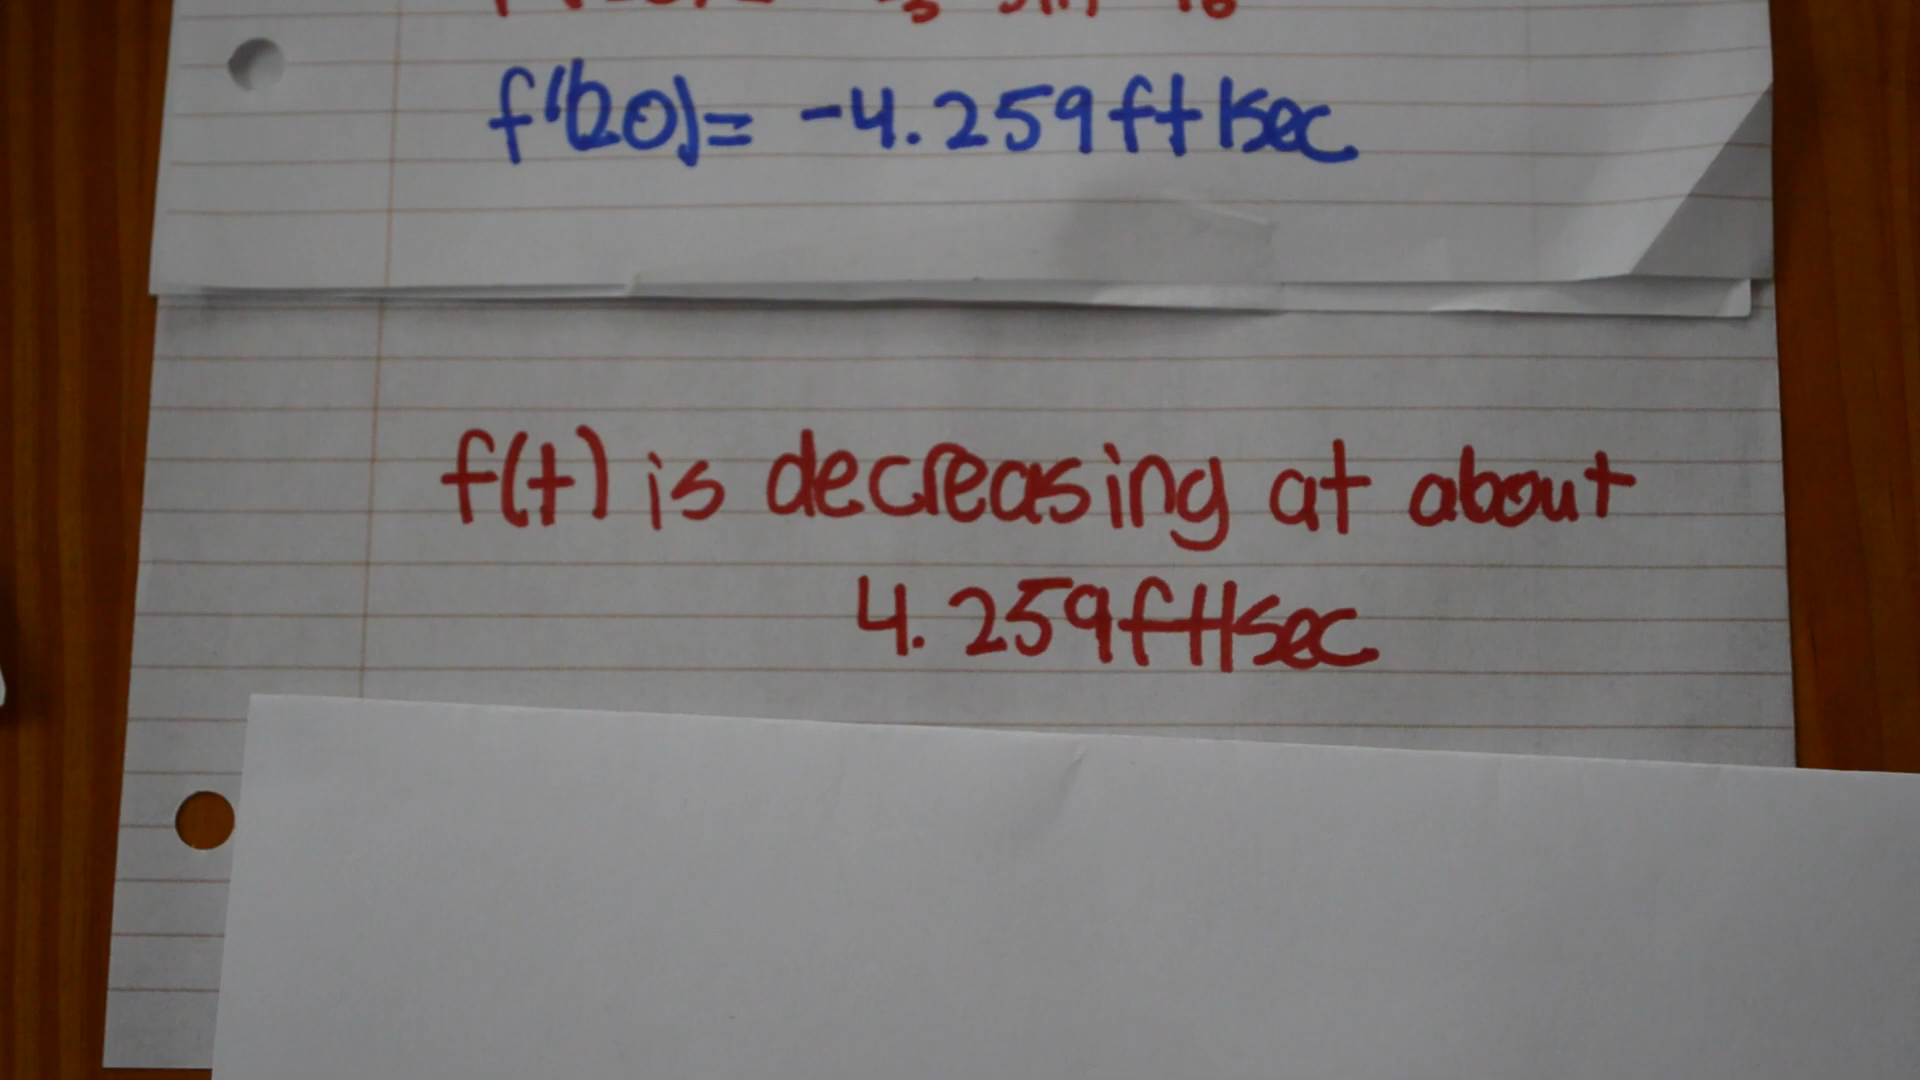 f'(20) = -4.259 ft/sec
f(t) is decreasing at about
4.259 ft/sec